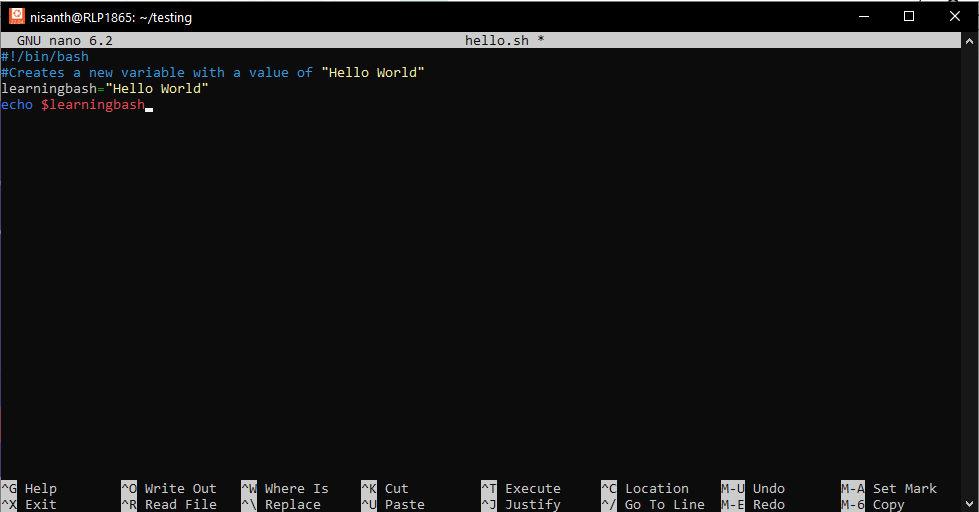 nisanth@RLP1865: ~/testing
GNU nano 6.2 hello.sh *
#!/bin/bash
#Creates a new variable with a value of "Hello World"
learningbash="Hello World"
echo $learningbash
^G Help ^O Write Out ^W Where Is ^K Cut ^T Execute ^C Location M-U Undo M-A Set Mark
^X Exit ^R Read File ^\ Replace ^U Paste ^J Justify ^/ Go To Line M-E Redo M-6 Copy